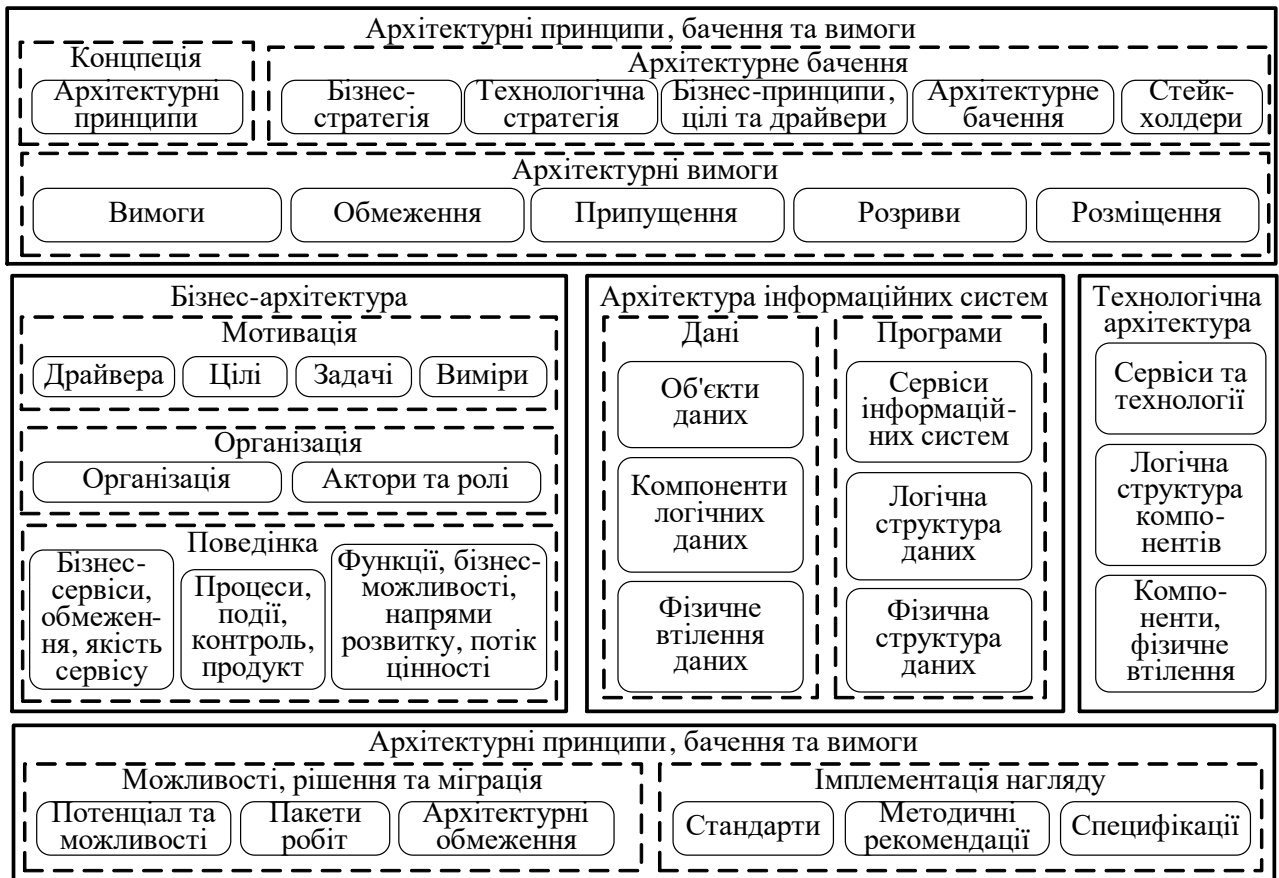 Архітектурні принципи, бачення та вимоги
Концпеція
Архітектурні
принципи
Архітектурне бачення
Бізнес-
стратегія
Технологічна
стратегія
Бізнес-принципи,
цілі та драйвери
Архітектурне
бачення
Стейк-
холдери
Архітектурні вимоги
Вимоги
Обмеження
Припущення
Розриви
Розміщення
Бізнес-архітектура
Мотивація
Драйвера
Цілі
Задачі
Виміри
Організація
Організація
Актори та ролі
Поведінка
Бізнес-
сервіси,
обмежен-
ня, якість
сервісу
Процеси,
події,
контроль,
продукт
Функції, бізнес-
можливості,
напрями
розвитку, потік
цінності
Архітектура інформаційних систем
Дані
Об'єкти
даних
Компоненти
логічних
даних
Фізичне
втілення
даних
Програми
Сервіси
інформацій-
них систем
Логічна
структура
даних
Фізична
структура
даних
Технологічна
архітектура
Сервіси та
технології
Логічна
структура
компо-
нентів
Компо-
ненти,
фізичне
втілення
Архітектурні принципи, бачення та вимоги
Можливості, рішення та міграція
Потенціал та
можливості
Пакети
робіт
Архітектурні
обмеження
Імплементація нагляду
Стандарти
Методичні
рекомендації
Специфікації